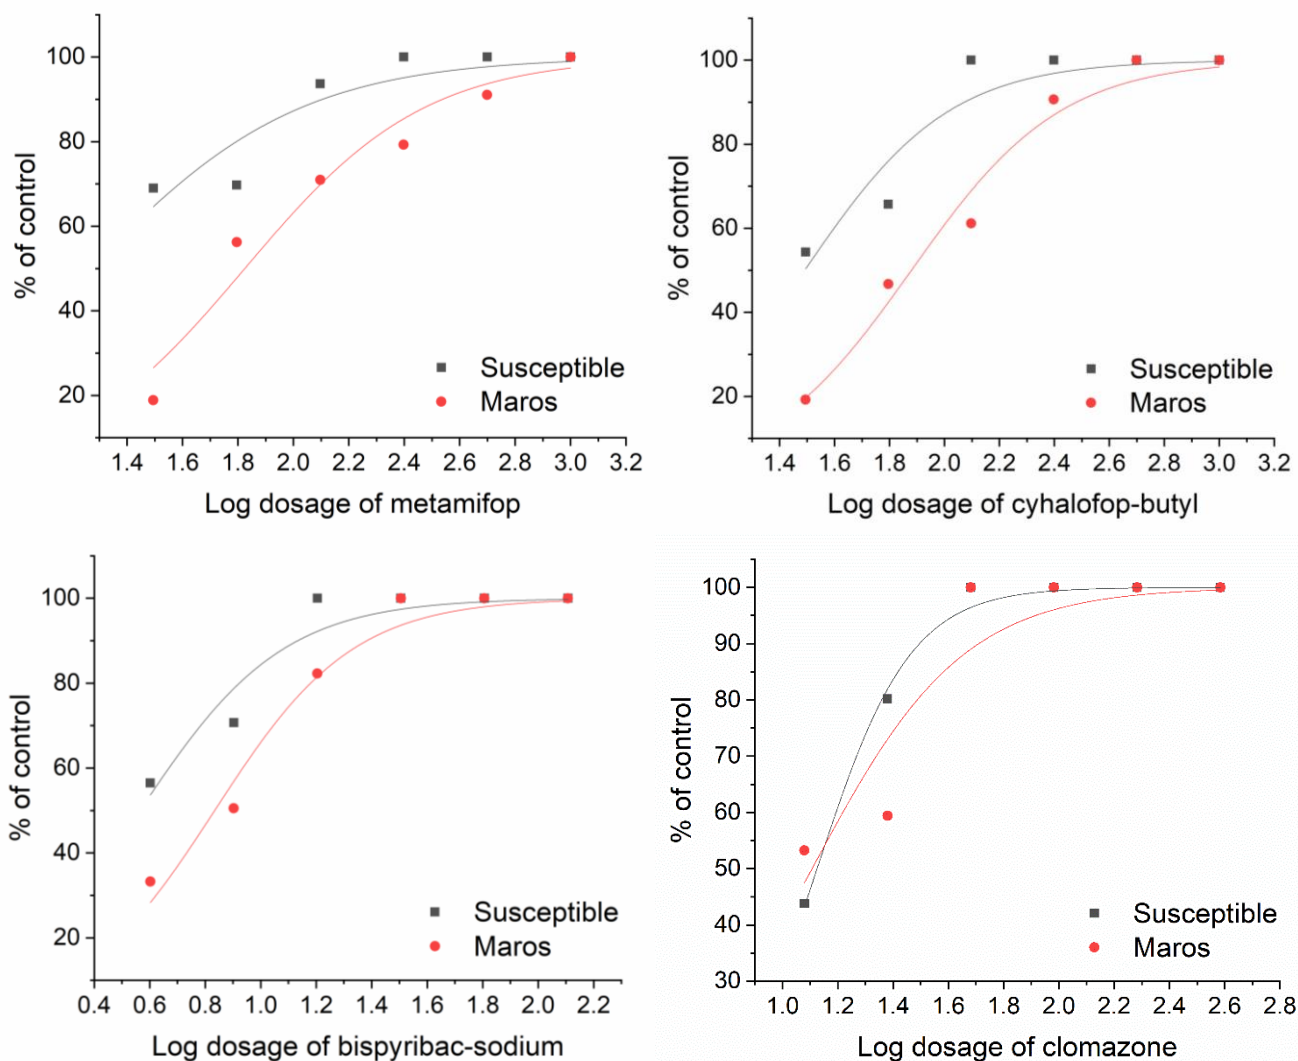 100
80
60
40
20
% of control
Susceptible
Maros
1.4 1.6 1.8 2.0 2.2 2.4 2.6 2.8 3.0 3.2
Log dosage of metamifop
100
80
60
40
20
% of control
Susceptible
Maros
1.4 1.6 1.8 2.0 2.2 2.4 2.6 2.8 3.0 3.2
Log dosage of cyhalofop-butyl
100
80
60
40
20
% of control
Susceptible
Maros
0.4 0.6 0.8 1.0 1.2 1.4 1.6 1.8 2.0 2.2
Log dosage of bispyribac-sodium
100
90
80
70
60
50
40
30
% of control
Susceptible
Maros
1.0 1.2 1.4 1.6 1.8 2.0 2.2 2.4 2.6 2.8
Log dosage of clomazone